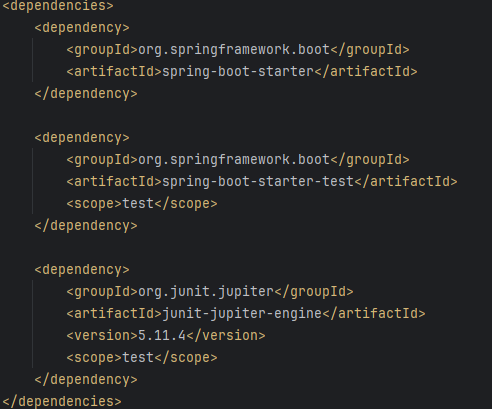 <dependencies>
    <dependency>
        <groupId>org.springframework.boot</groupId>
        <artifactId>spring-boot-starter</artifactId>
    </dependency>

    <dependency>
        <groupId>org.springframework.boot</groupId>
        <artifactId>spring-boot-starter-test</artifactId>
        <scope>test</scope>
    </dependency>

    <dependency>
        <groupId>org.junit.jupiter</groupId>
        <artifactId>junit-jupiter-engine</artifactId>
        <version>5.11.4</version>
        <scope>test</scope>
    </dependency>
</dependencies>